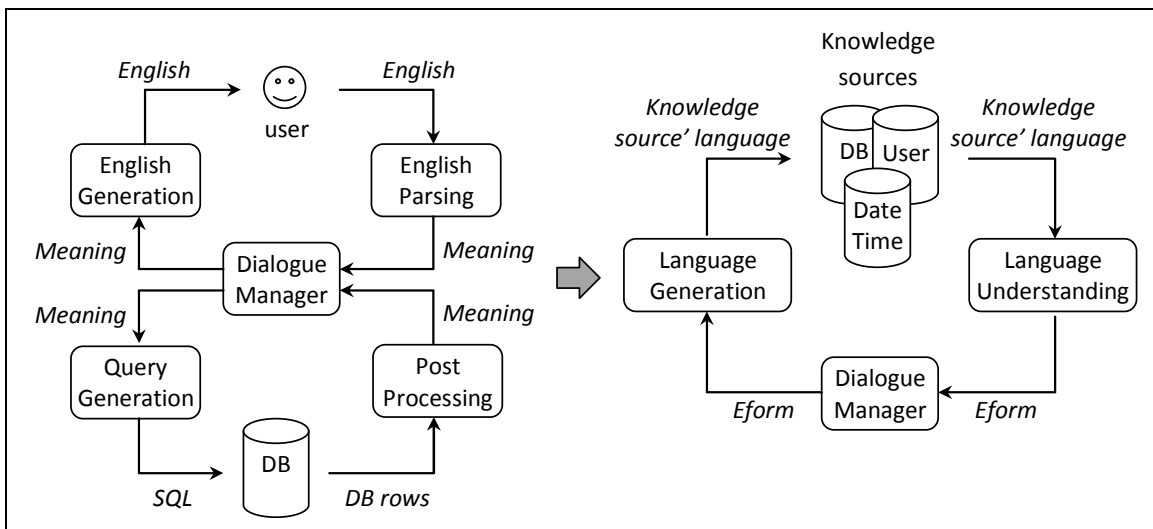 English
English
user
English
Generation
English
Parsing
Meaning
Meaning
Dialogue
Manager
Meaning
Meaning
Query
Generation
Post
Processing
DB
SQL
DB rows
Knowledge
sources
Knowledge
source’ language
Knowledge
source’ language
DB
User
Date
Time
Language
Generation
Language
Understanding
Dialogue
Manager
Eform
Eform